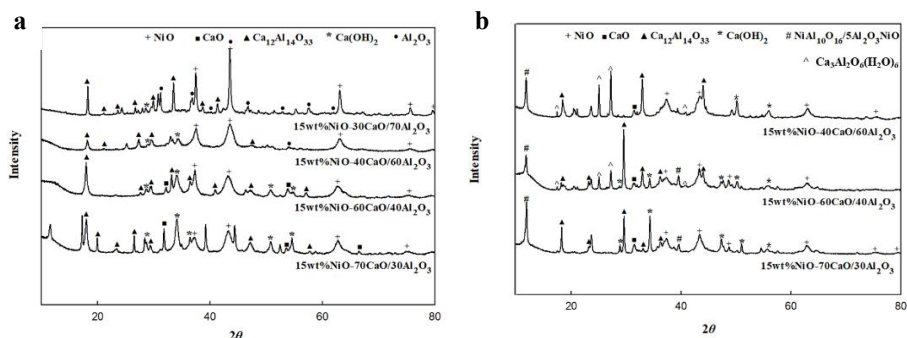 a
+ NiO ■ CaO ▲ Ca₁₂Al₁₄O₃₃ * Ca(OH)₂ • Al₂O₃
15wt%NiO-30CaO/70Al₂O₃
15wt%NiO-40CaO/60Al₂O₃
15wt%NiO-60CaO/40Al₂O₃
15wt%NiO-70CaO/30Al₂O₃
Intensity
20 40 60 80
2θ
b
+ NiO ■ CaO ▲ Ca₁₂Al₁₄O₃₃ * Ca(OH)₂ # NiAl₁₀O₁₆/5Al₂O₃NiO
^ Ca₃Al₂O₆(H₂O)₆
15wt%NiO-40CaO/60Al₂O₃
15wt%NiO-60CaO/40Al₂O₃
15wt%NiO-70CaO/30Al₂O₃
Intensity
20 40 60 80
2θ